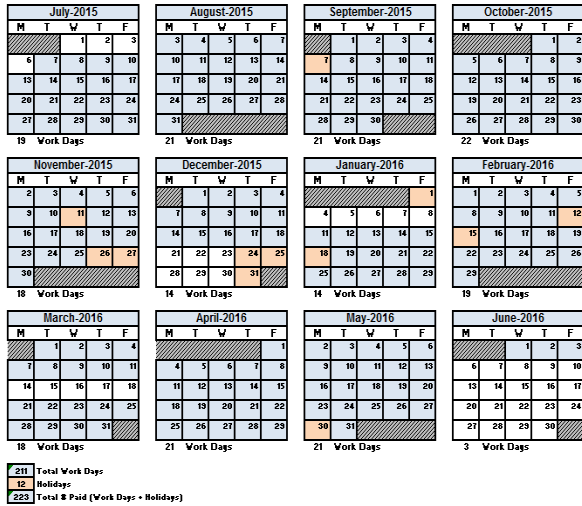 July-2015
M T W T F
1 2 3
6 7 8 9 10
13 14 15 16 17
20 21 22 23 24
27 28 29 30 31
19 Work Days
August-2015
M T W T F
3 4 5 6 7
10 11 12 13 14
17 18 19 20 21
24 25 26 27 28
31
21 Work Days
September-2015
M T W T F
1 2 3 4
7 8 9 10 11
14 15 16 17 18
21 22 23 24 25
28 29 30
21 Work Days
October-2015
M T W T F
1 2
5 6 7 8 9
12 13 14 15 16
19 20 21 22 23
26 27 28 29 30
22 Work Days
November-2015
M T W T F
2 3 4 5 6
9 10 11 12 13
16 17 18 19 20
23 24 25 26 27
30
18 Work Days
December-2015
M T W T F
1 2 3 4
7 8 9 10 11
14 15 16 17 18
21 22 23 24 25
28 29 30 31
14 Work Days
January-2016
M T W T F
1
4 5 6 7 8
11 12 13 14 15
18 19 20 21 22
25 26 27 28 29
14 Work Days
February-2016
M T W T F
1 2 3 4 5
8 9 10 11 12
15 16 17 18 19
22 23 24 25 26
29
19 Work Days
March-2016
M T W T F
1 2 3 4
7 8 9 10 11
14 15 16 17 18
21 22 23 24 25
28 29 30 31
18 Work Days
April-2016
M T W T F
1
4 5 6 7 8
11 12 13 14 15
18 19 20 21 22
25 26 27 28 29
21 Work Days
May-2016
M T W T F
2 3 4 5 6
9 10 11 12 13
16 17 18 19 20
23 24 25 26 27
30 31
21 Work Days
June-2016
M T W T F
1 2 3
6 7 8 9 10
13 14 15 16 17
20 21 22 23 24
27 28 29 30
3 Work Days
211 Total Work Days
12 Holidays
223 Total # Paid (Work Days + Holidays)